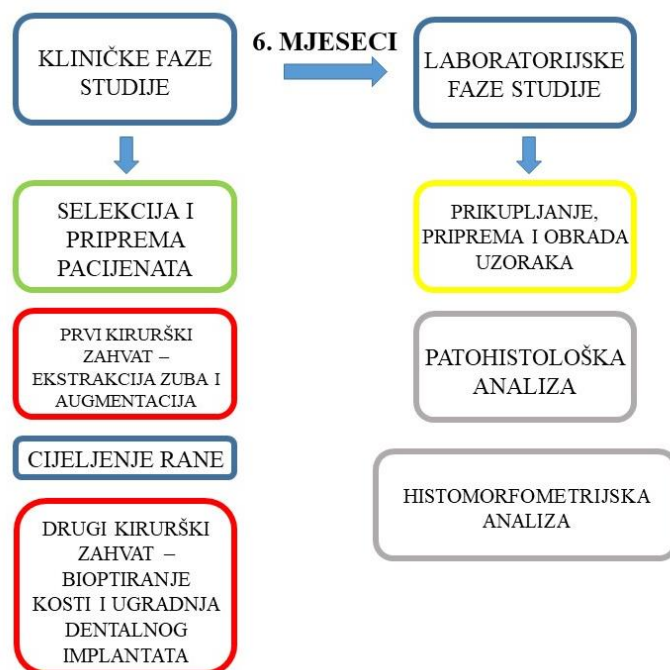 KLINIČKE FAZE
STUDIJE
6. MJESECI
LABORATORIJSKE
FAZE STUDIJE
SELEKCIJA I
PRIPREMA
PACIJENATA
PRVI KIRURŠKI
ZAHVAT –
EKSTRAKCIJA ZUBA I
AUGMENTACIJA
CIJELJENJE RANE
DRUGI KIRURŠKI
ZAHVAT –
BIOPTIRANJE
KOSTI I UGRADNJA
DENTALNOG
IMPLANTATA
PRIKUPLJANJE,
PRIPREMA I OBRADA
UZORAKA
PATOHISTOLOŠKA
ANALIZA
HISTOMORFOMETRIJSKA
ANALIZA